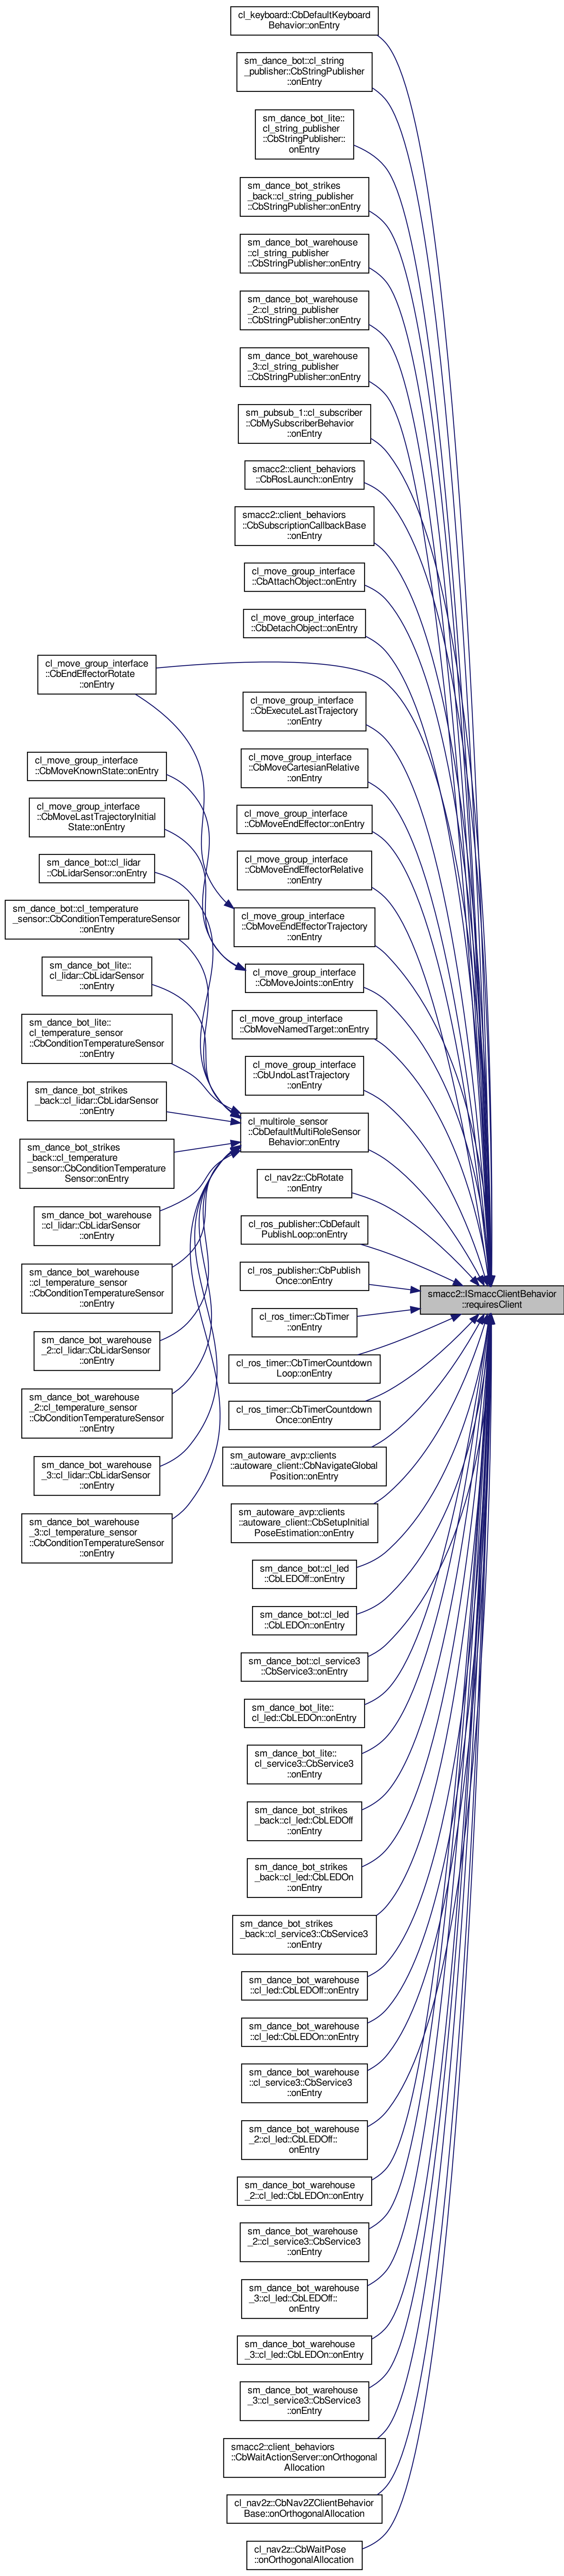 cl_keyboard::CbDefaultKeyboard
Behavior::onEntry
sm_dance_bot::cl_string
_publisher::CbStringPublisher
::onEntry
sm_dance_bot_lite::
cl_string_publisher
::CbStringPublisher::
onEntry
sm_dance_bot_strikes
_back::cl_string_publisher
::CbStringPublisher::onEntry
sm_dance_bot_warehouse
::cl_string_publisher
::CbStringPublisher::onEntry
sm_dance_bot_warehouse
_2::cl_string_publisher
::CbStringPublisher::onEntry
sm_dance_bot_warehouse
_3::cl_string_publisher
::CbStringPublisher::onEntry
sm_pubsub_1::cl_subscriber
::CbMySubscriberBehavior
::onEntry
smacc2::client_behaviors
::CbRosLaunch::onEntry
smacc2::client_behaviors
::CbSubscriptionCallbackBase
::onEntry
cl_move_group_interface
::CbAttachObject::onEntry
cl_move_group_interface
::CbDetachObject::onEntry
cl_move_group_interface
::CbEndEffectorRotate
::onEntry
cl_move_group_interface
::CbExecuteLastTrajectory
::onEntry
cl_move_group_interface
::CbMoveKnownState::onEntry
cl_move_group_interface
::CbMoveCartesianRelative
::onEntry
cl_move_group_interface
::CbMoveLastTrajectoryInitial
State::onEntry
cl_move_group_interface
::CbMoveEndEffector::onEntry
sm_dance_bot::cl_lidar
::CbLidarSensor::onEntry
cl_move_group_interface
::CbMoveEndEffectorRelative
::onEntry
sm_dance_bot::cl_temperature
_sensor::CbConditionTemperatureSensor
::onEntry
cl_move_group_interface
::CbMoveEndEffectorTrajectory
::onEntry
sm_dance_bot_lite::
cl_lidar::CbLidarSensor
::onEntry
cl_move_group_interface
::CbMoveJoints::onEntry
sm_dance_bot_lite::
cl_temperature_sensor
::CbConditionTemperatureSensor
::onEntry
cl_move_group_interface
::CbMoveNamedTarget::onEntry
sm_dance_bot_strikes
_back::cl_lidar::CbLidarSensor
::onEntry
cl_move_group_interface
::CbUndoLastTrajectory
::onEntry
sm_dance_bot_strikes
_back::cl_temperature
_sensor::CbConditionTemperature
Sensor::onEntry
cl_multirole_sensor
::CbDefaultMultiRoleSensor
Behavior::onEntry
sm_dance_bot_warehouse
::cl_lidar::CbLidarSensor
::onEntry
cl_nav2z::CbRotate
::onEntry
cl_ros_publisher::CbDefault
PublishLoop::onEntry
sm_dance_bot_warehouse
::cl_temperature_sensor
::CbConditionTemperatureSensor
::onEntry
cl_ros_publisher::CbPublish
Once::onEntry
smacc2::ISmaccClientBehavior
::requiresClient
cl_ros_timer::CbTimer
::onEntry
sm_dance_bot_warehouse
_2::cl_lidar::CbLidarSensor
::onEntry
cl_ros_timer::CbTimerCountdown
Loop::onEntry
sm_dance_bot_warehouse
_2::cl_temperature_sensor
::CbConditionTemperatureSensor
::onEntry
cl_ros_timer::CbTimerCountdown
Once::onEntry
sm_dance_bot_warehouse
_3::cl_lidar::CbLidarSensor
::onEntry
sm_autoware_avp::clients
::autoware_client::CbNavigateGlobal
Position::onEntry
sm_dance_bot_warehouse
_3::cl_temperature_sensor
::CbConditionTemperatureSensor
::onEntry
sm_autoware_avp::clients
::autoware_client::CbSetupInitial
PoseEstimation::onEntry
sm_dance_bot::cl_led
::CbLEDOff::onEntry
sm_dance_bot::cl_led
::CbLEDOn::onEntry
sm_dance_bot::cl_service3
::CbService3::onEntry
sm_dance_bot_lite::
cl_led::CbLEDOn::onEntry
sm_dance_bot_lite::
cl_service3::CbService3
::onEntry
sm_dance_bot_strikes
_back::cl_led::CbLEDOff
::onEntry
sm_dance_bot_strikes
_back::cl_led::CbLEDOn
::onEntry
sm_dance_bot_strikes
_back::cl_service3::CbService3
::onEntry
sm_dance_bot_warehouse
::cl_led::CbLEDOff::onEntry
sm_dance_bot_warehouse
::cl_led::CbLEDOn::onEntry
sm_dance_bot_warehouse
::cl_service3::CbService3
::onEntry
sm_dance_bot_warehouse
_2::cl_led::CbLEDOff::
onEntry
sm_dance_bot_warehouse
_2::cl_led::CbLEDOn::onEntry
sm_dance_bot_warehouse
_2::cl_service3::CbService3
::onEntry
sm_dance_bot_warehouse
_3::cl_led::CbLEDOff::
onEntry
sm_dance_bot_warehouse
_3::cl_led::CbLEDOn::onEntry
sm_dance_bot_warehouse
_3::cl_service3::CbService3
::onEntry
smacc2::client_behaviors
::CbWaitActionServer::onOrthogonal
Allocation
cl_nav2z::CbNav2ZClientBehavior
Base::onOrthogonalAllocation
cl_nav2z::CbWaitPose
::onOrthogonalAllocation